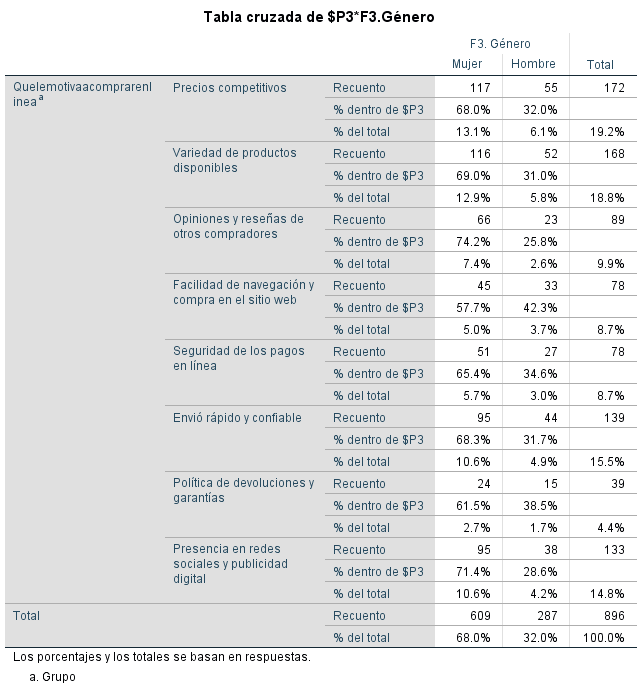 Tabla cruzada de $P3*F3.Género
F3. Género
Mujer Hombre Total
Quelemotivaacomprarenl
inea a
Precios competitivos Recuento 117 55 172
% dentro de $P3 68.0% 32.0%
% del total 13.1% 6.1% 19.2%
Variedad de productos
disponibles
Recuento 116 52 168
% dentro de $P3 69.0% 31.0%
% del total 12.9% 5.8% 18.8%
Opiniones y reseñas de
otros compradores
Recuento 66 23 89
% dentro de $P3 74.2% 25.8%
% del total 7.4% 2.6% 9.9%
Facilidad de navegación y
compra en el sitio web
Recuento 45 33 78
% dentro de $P3 57.7% 42.3%
% del total 5.0% 3.7% 8.7%
Seguridad de los pagos
en línea
Recuento 51 27 78
% dentro de $P3 65.4% 34.6%
% del total 5.7% 3.0% 8.7%
Envió rápido y confiable Recuento 95 44 139
% dentro de $P3 68.3% 31.7%
% del total 10.6% 4.9% 15.5%
Política de devoluciones y
garantías
Recuento 24 15 39
% dentro de $P3 61.5% 38.5%
% del total 2.7% 1.7% 4.4%
Presencia en redes
sociales y publicidad
digital
Recuento 95 38 133
% dentro de $P3 71.4% 28.6%
% del total 10.6% 4.2% 14.8%
Total Recuento 609 287 896
% del total 68.0% 32.0% 100.0%
Los porcentajes y los totales se basan en respuestas.
a. Grupo